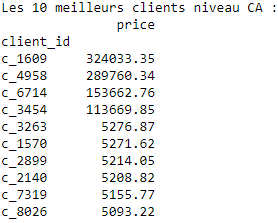 Les 10 meilleurs clients niveau CA :
price
client_id
c_1609 324033.35
c_4958 289760.34
c_6714 153662.76
c_3454 113669.85
c_3263 5276.87
c_1570 5271.62
c_2899 5214.05
c_2140 5208.82
c_7319 5155.77
c_8026 5093.22